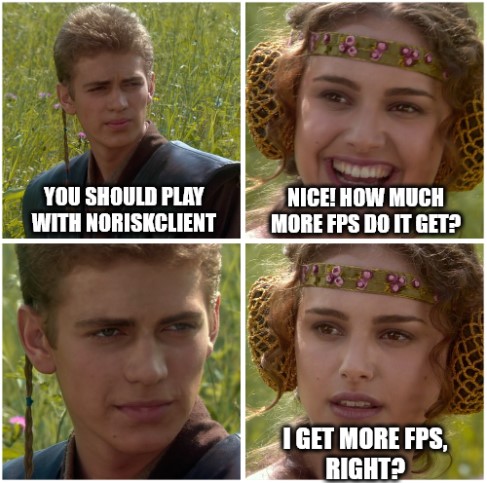 YOU SHOULD PLAY
WITH NORISKCLIENT
NICE! HOW MUCH
MORE FPS DO IT GET?
I GET MORE FPS,
RIGHT?